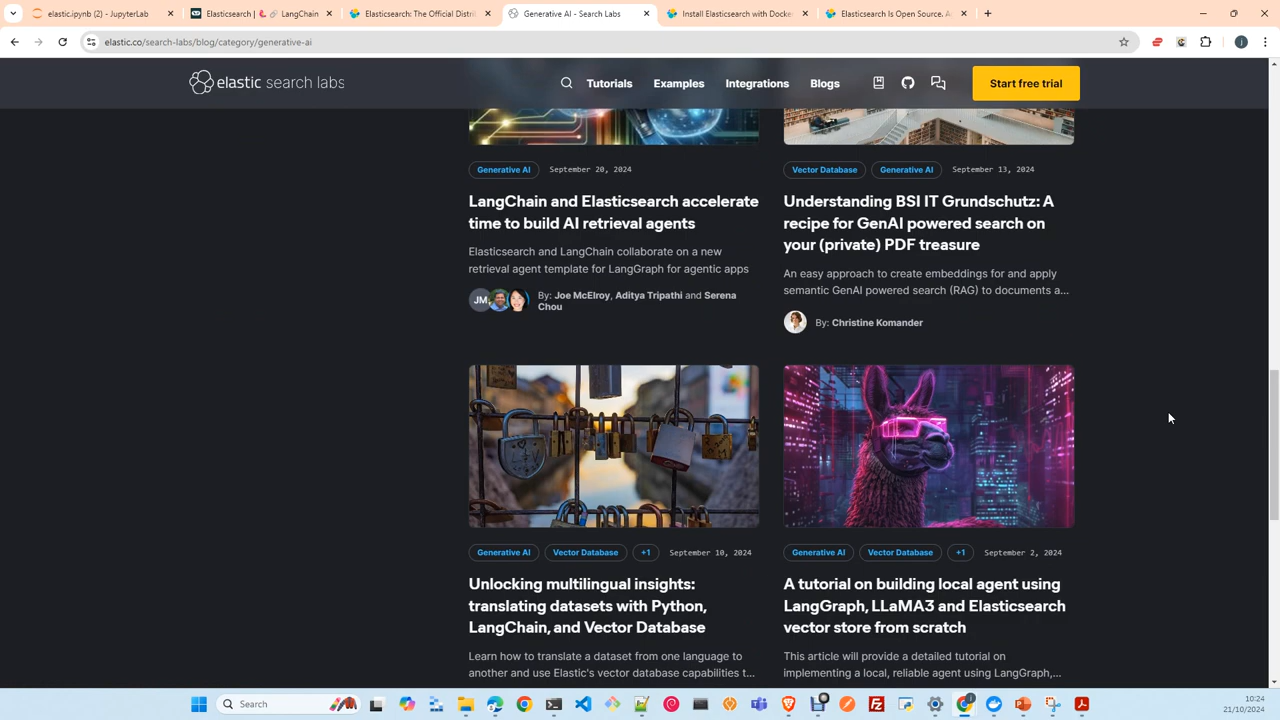 elastic.ipynb (2) - JupyterLab
Elasticsearch | 🦜️🔗 LangChain
Elasticsearch: The Official Distri
Generative AI - Search Labs
Install Elasticsearch with Docke
Elasticsearch Is Open Source. A
elastic.co/search-labs/blog/category/generative-ai
elastic search labs
Tutorials
Examples
Integrations
Blogs
Start free trial
Generative AI
September 20, 2024
LangChain and Elasticsearch accelerate
time to build AI retrieval agents
Elasticsearch and LangChain collaborate on a new
retrieval agent template for LangGraph for agentic apps
JM
By: Joe McElroy, Aditya Tripathi and Serena
Chou
Vector Database
Generative AI
September 13, 2024
Understanding BSI IT Grundschutz: A
recipe for GenAI powered search on
your (private) PDF treasure
An easy approach to create embeddings for and apply
semantic GenAI powered search (RAG) to documents a...
By: Christine Komander
Generative AI
Vector Database
+1
September 10, 2024
Unlocking multilingual insights:
translating datasets with Python,
LangChain, and Vector Database
Learn how to translate a dataset from one language to
another and use Elastic's vector database capabilities t...
Generative AI
Vector Database
+1
September 2, 2024
A tutorial on building local agent using
LangGraph, LLaMA3 and Elasticsearch
vector store from scratch
This article will provide a detailed tutorial on
implementing a local, reliable agent using LangGraph,...
Search
10:24
21/10/2024